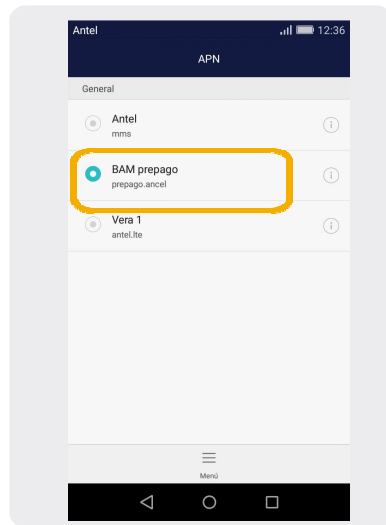 Antel 12:36
APN
General
Antel
mms
BAM prepago
prepago.ancel
Vera 1
antel.lte
Menú